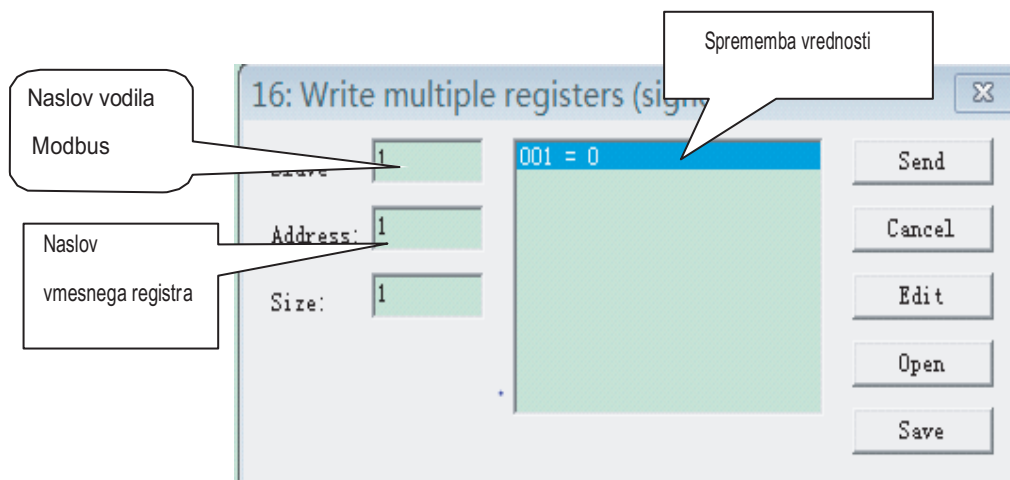 Sprememba vrednosti
Naslov vodila
Modbus
16: Write multiple registers (sign
1
001 = 0
Send
Naslov
vmesnega registra
Address:
1
Cancel
Size:
1
Edit
Open
Save